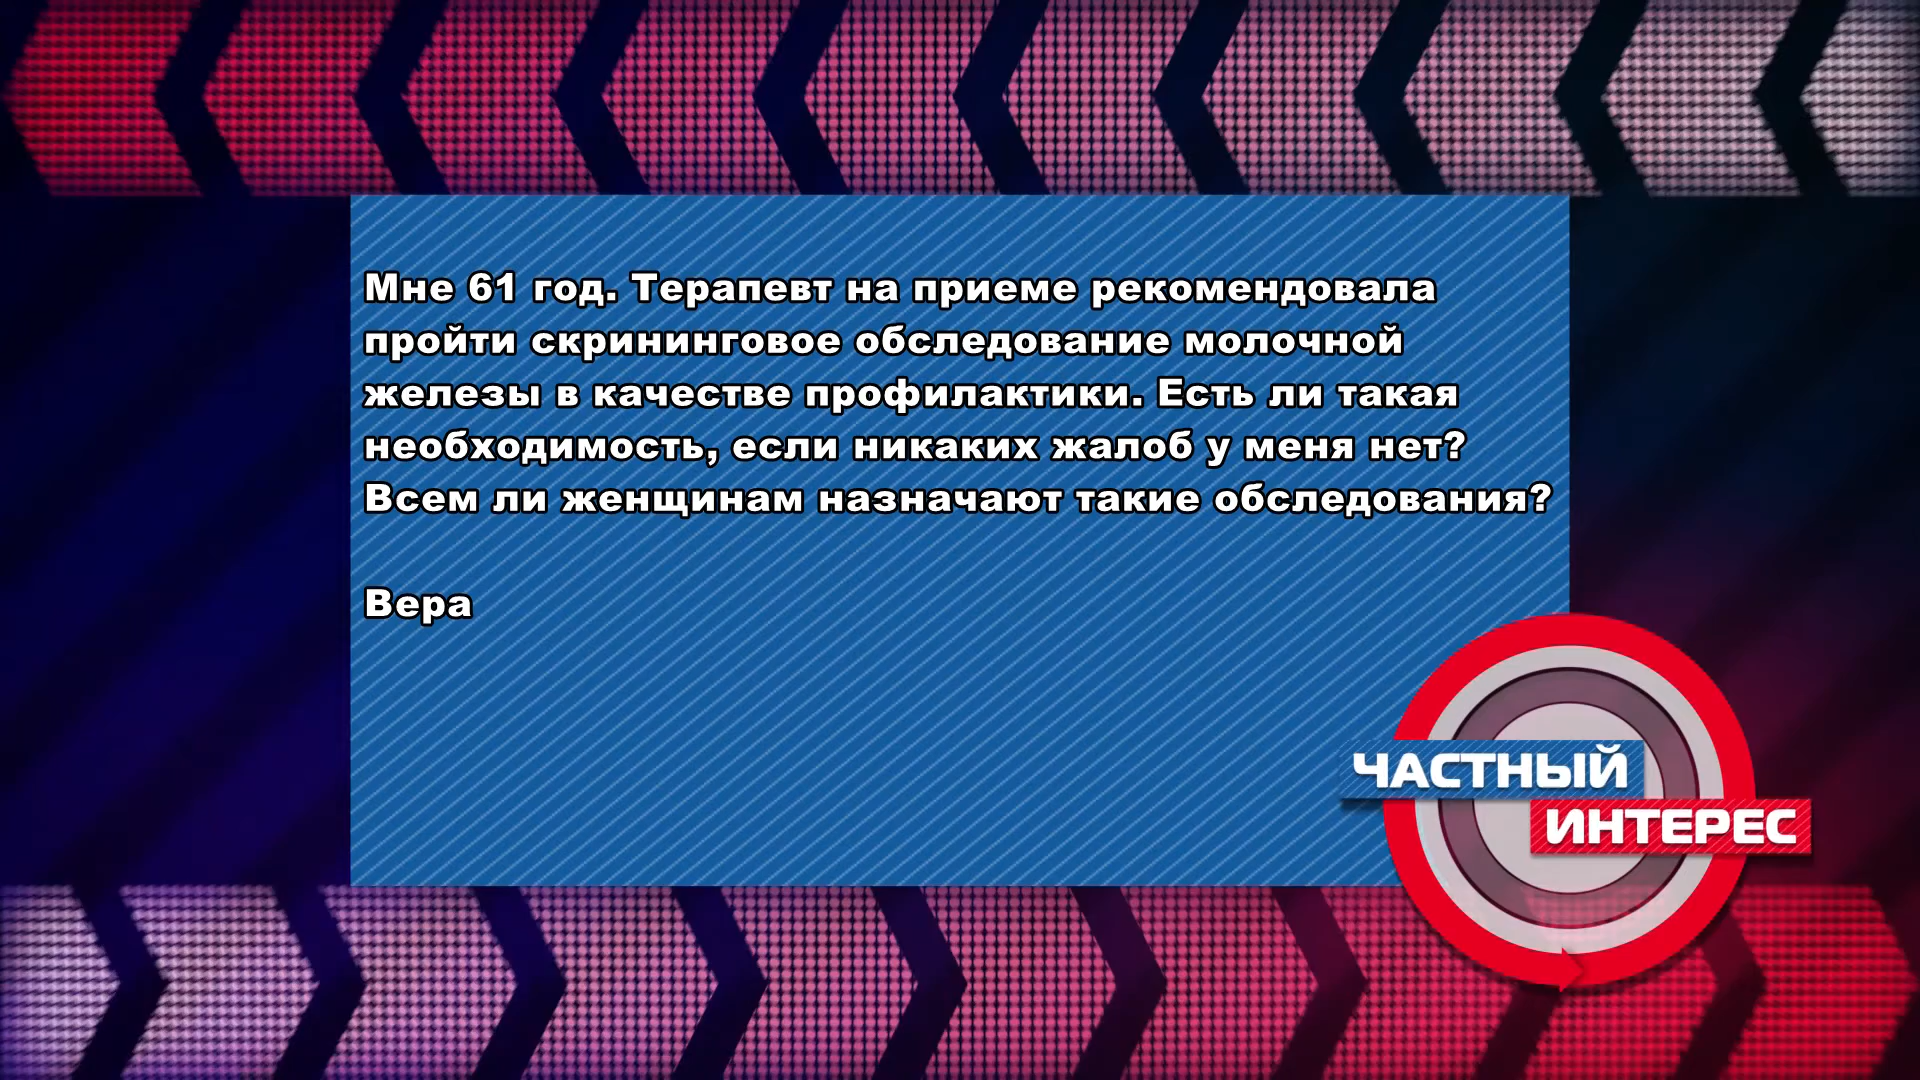 Мне 61 год. Терапевт на приеме рекомендовала
пройти скрининговое обследование молочной
железы в качестве профилактики. Есть ли такая
необходимость, если никаких жалоб у меня нет?
Всем ли женщинам назначают такие обследования?
Вера
ЧАСТНЫЙ
ИНТЕРЕС